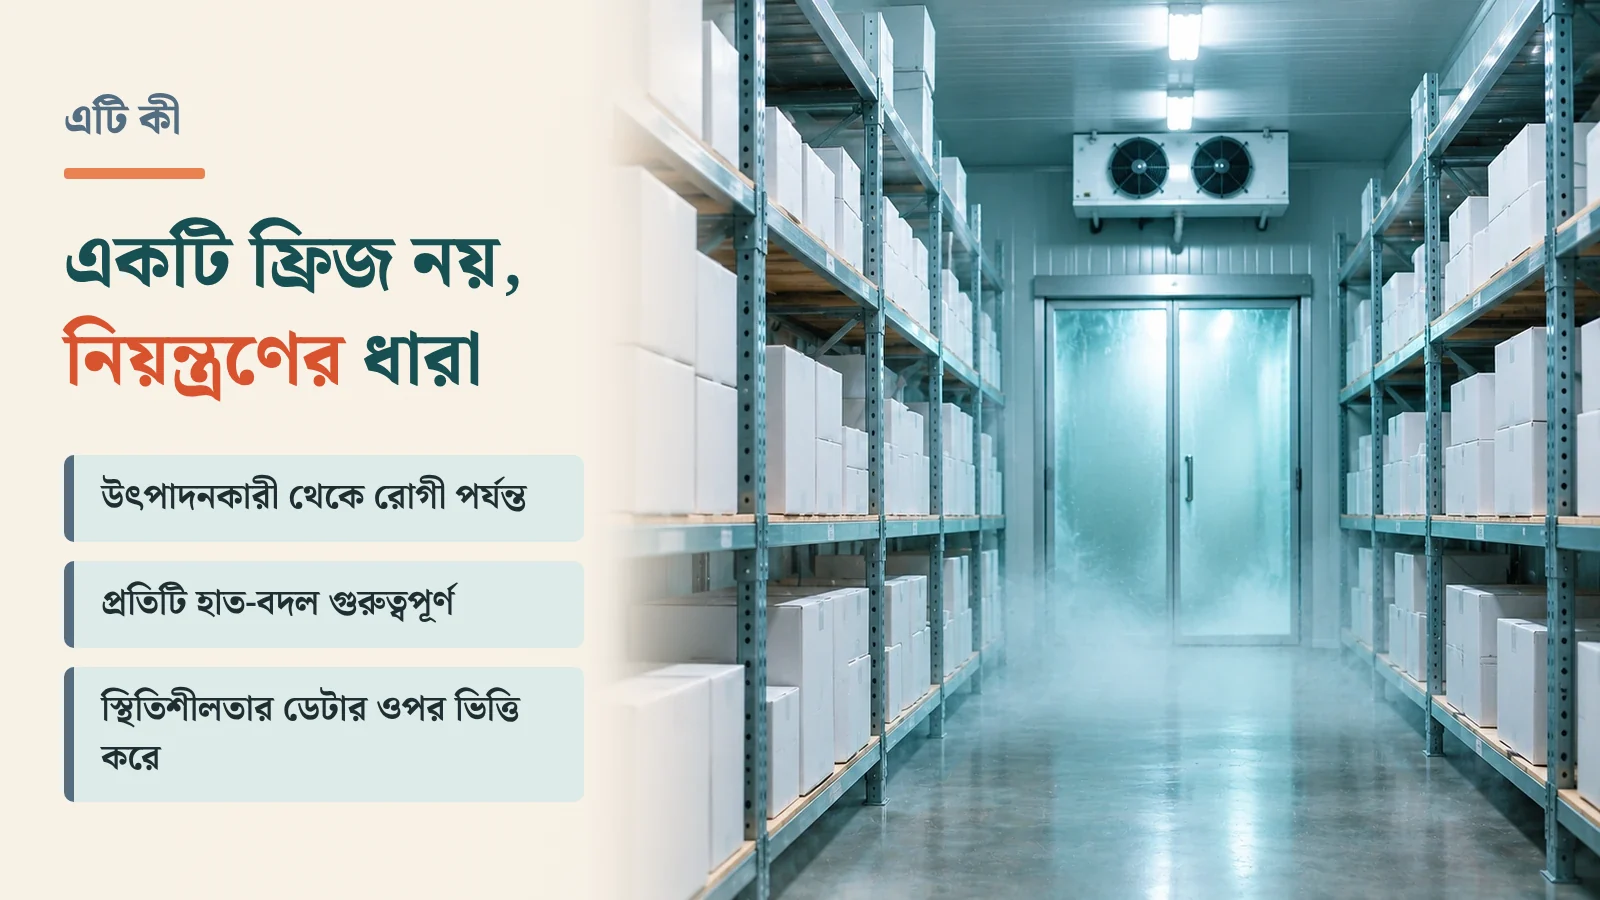 এটি কী
একটি ফ্রিজ নয়,
নিয়ন্ত্রণের ধারা
উৎপাদনকারী থেকে রোগী পর্যন্ত
প্রতিটি হাত-বদল গুরুত্বপূর্ণ
স্থিতিশীলতার ডেটার ওপর ভিত্তি
করে